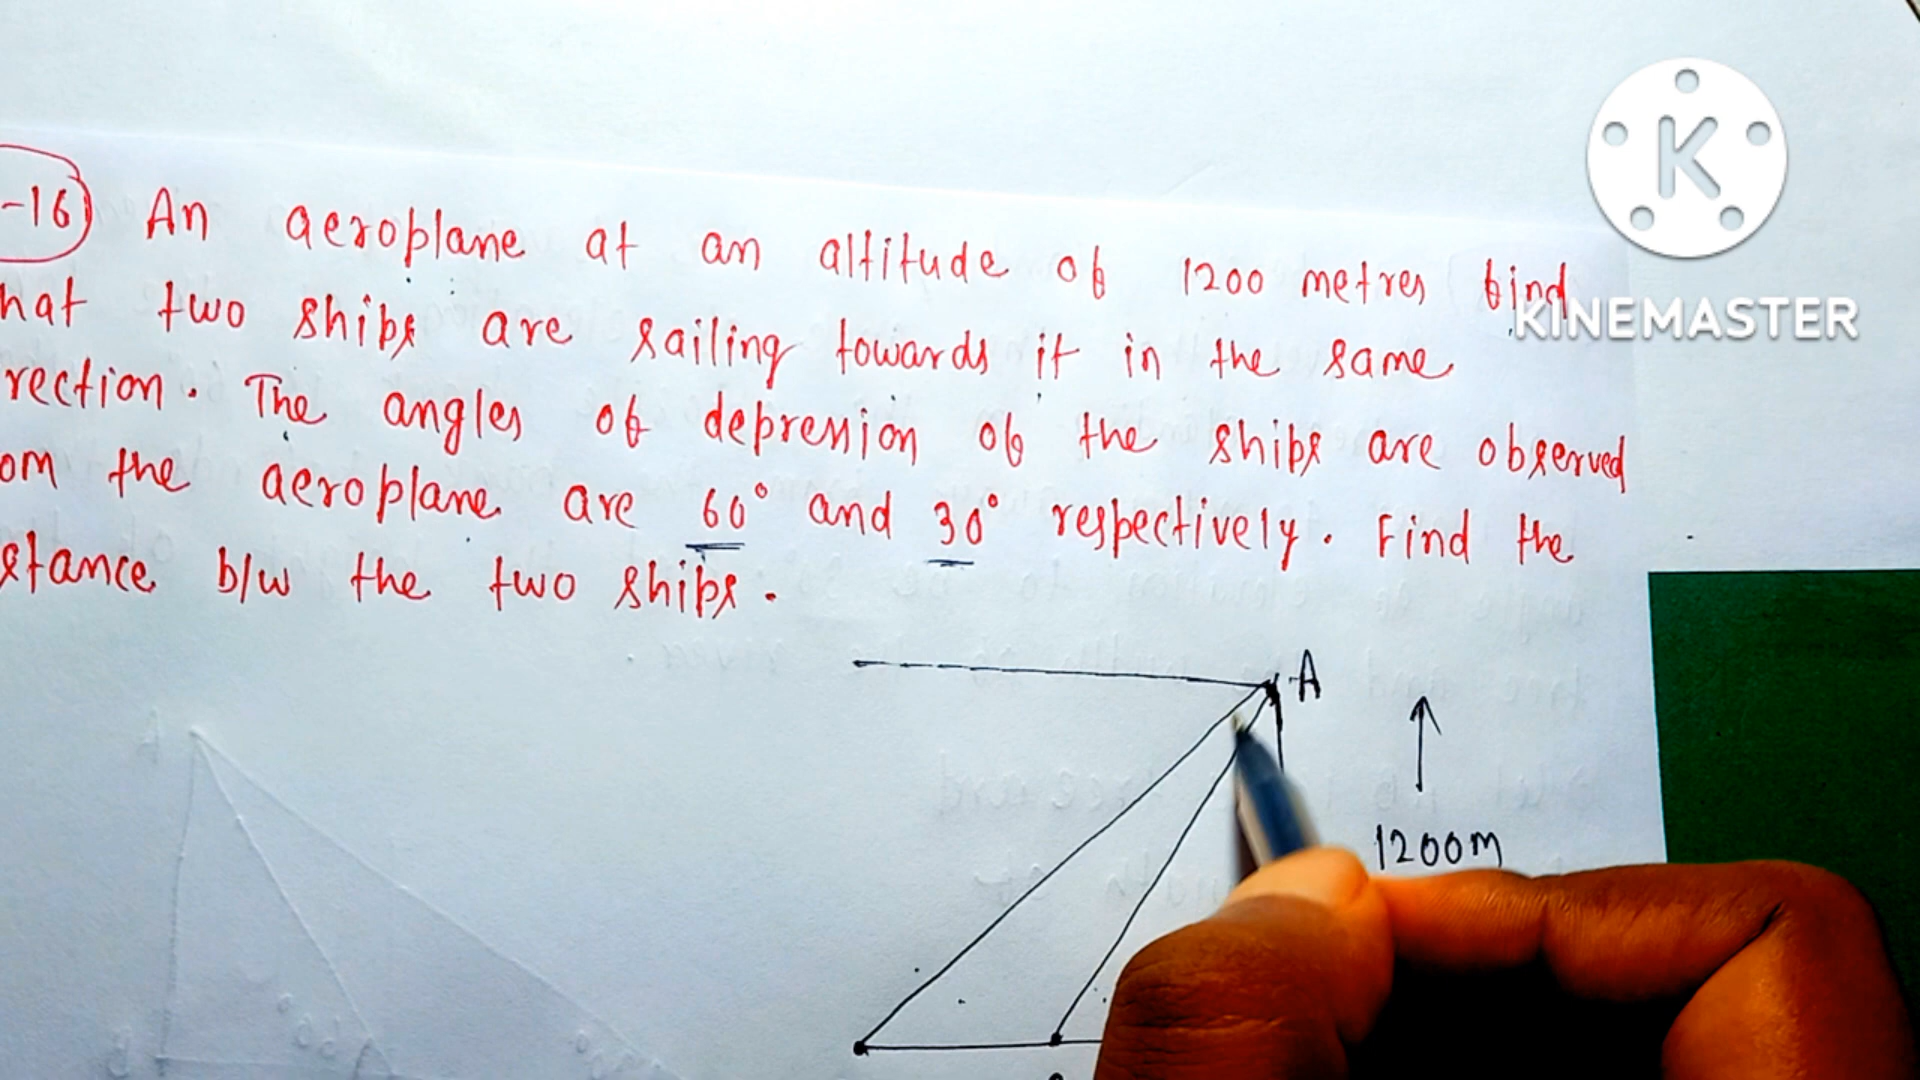 -16) An aeroplane at an altitude of 1200 metres find
hat two ships are sailing towards it in the same
rection. The angles of depression of the ships are observed
om the aeroplane are 60° and 30° respectively. Find the
stance b/w the two ships.
K
KINEMASTER
A
1200m